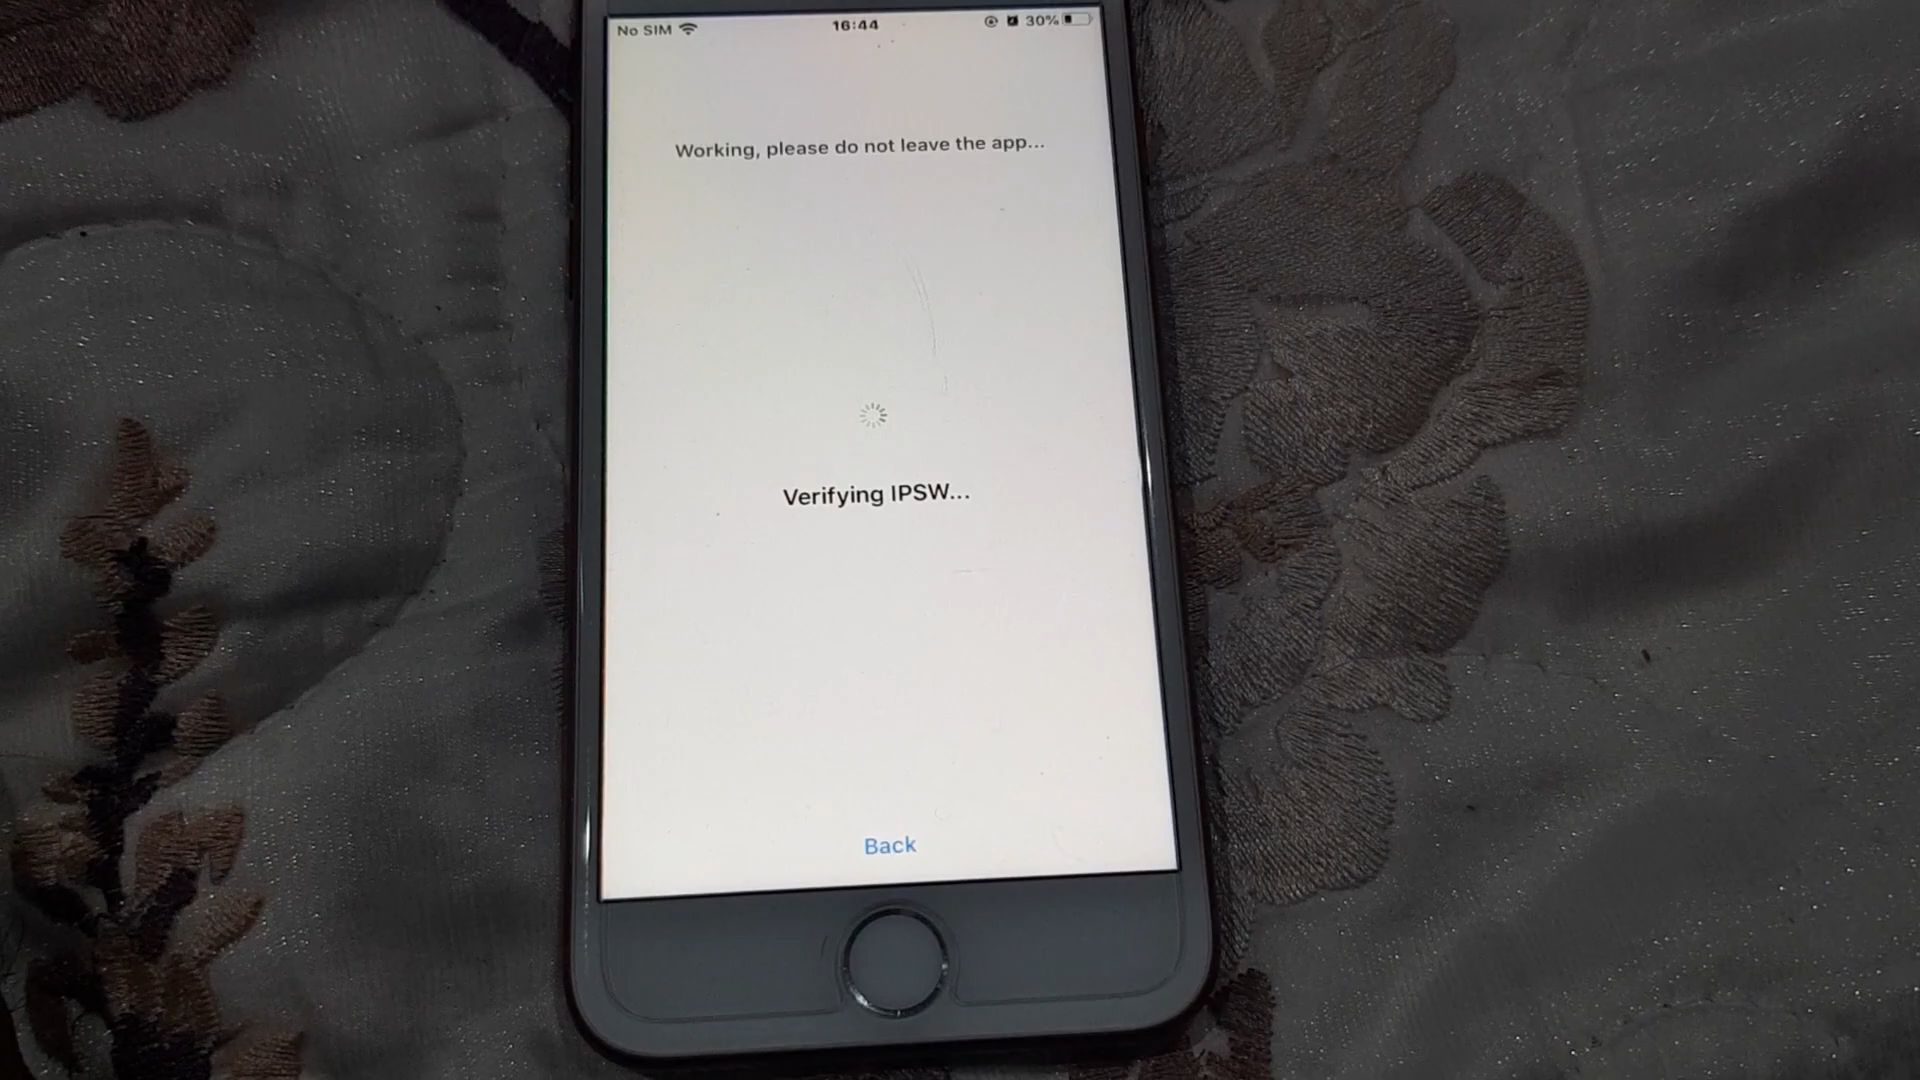 No SIM 16:44 30%
Working, please do not leave the app...
Verifying IPSW...
Back